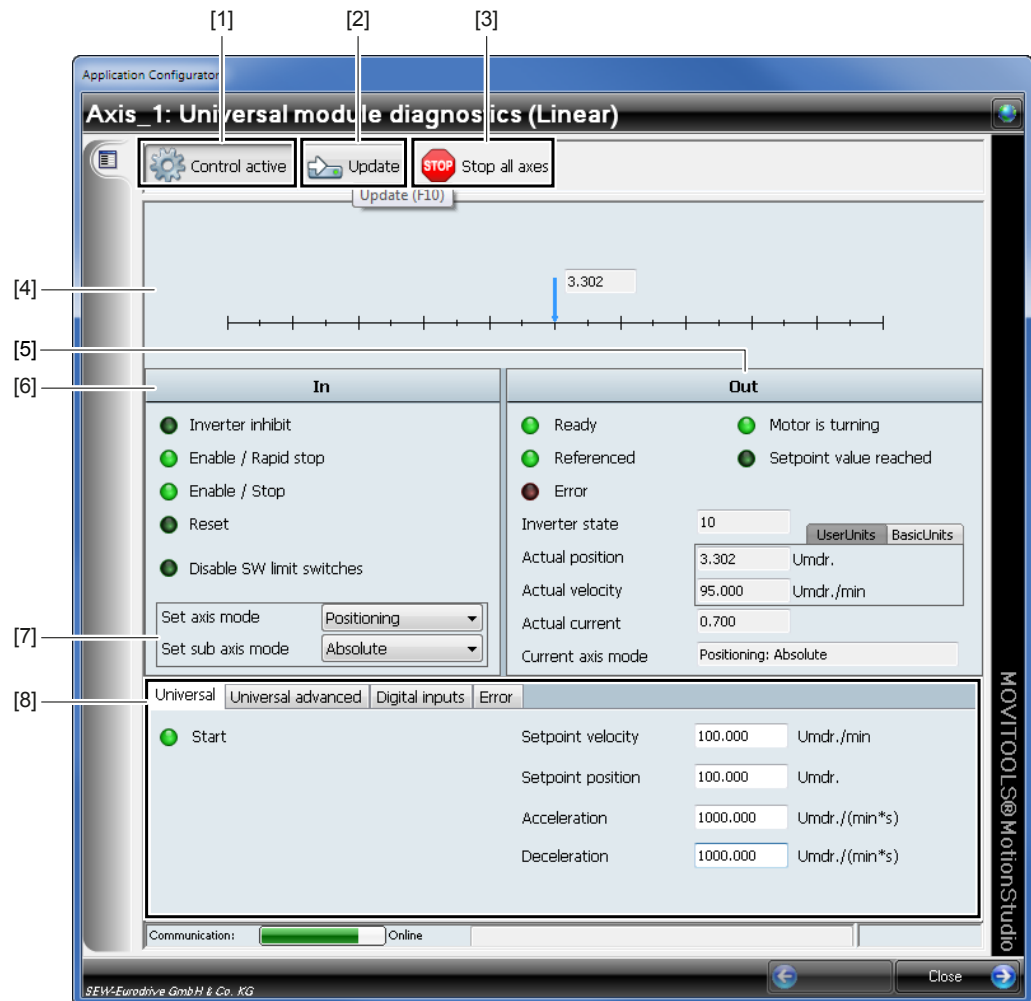 [1] [2] [3]
Application Configurator
Axis_1: Universal module diagnostics (Linear)
Control active
Update
STOP Stop all axes
Update (F10)
[4]
3.302
[5]
[6]
In
Inverter inhibit
Enable / Rapid stop
Enable / Stop
Reset
Disable SW limit switches
[7]
Set axis mode Positioning
Set sub axis mode Absolute
Out
Ready Motor is turning
Referenced Setpoint value reached
Error
Inverter state 10
UserUnits BasicUnits
Actual position 3.302 Umdr.
Actual velocity 95.000 Umdr./min
Actual current 0.700
Current axis mode Positioning: Absolute
[8]
Universal Universal advanced Digital inputs Error
Start
Setpoint velocity 100.000 Umdr./min
Setpoint position 100.000 Umdr.
Acceleration 1000.000 Umdr./(min*s)
Deceleration 1000.000 Umdr./(min*s)
Communication: Online
MOVITOOLS® MotionStudio
Close
SEW-Eurodrive GmbH & Co. KG